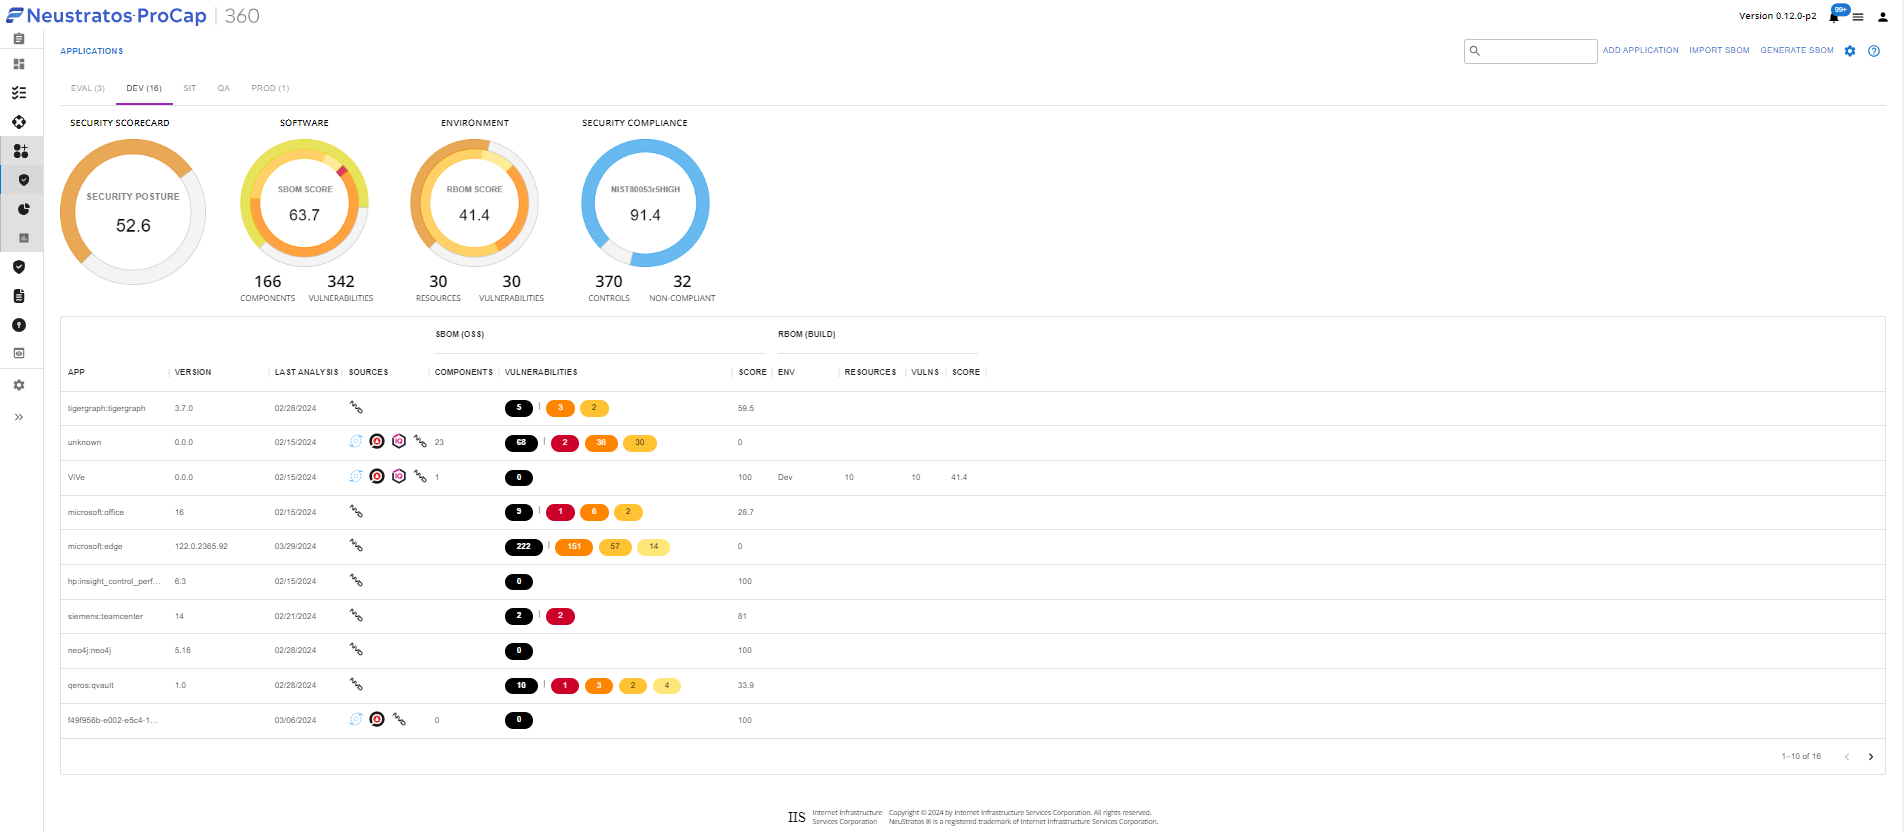 Neustratos·ProCap | 360
Version 0.12.0-p2
99+
APPLICATIONS
ADD APPLICATION IMPORT SBOM GENERATE SBOM
EVAL (3) DEV (16) SIT QA PROD (1)
SECURITY SCORECARD SOFTWARE ENVIRONMENT SECURITY COMPLIANCE
SECURITY POSTURE SBOM SCORE RBOM SCORE NIST80053r5HIGH
52.6 63.7 41.4 91.4
166 342 30 30 370 32
COMPONENTS VULNERABILITIES RESOURCES VULNERABILITIES CONTROLS NON-COMPLIANT
SBOM (OSS) RBOM (BUILD)
APP VERSION LAST ANALYSIS SOURCES COMPONENTS VULNERABILITIES SCORE ENV RESOURCES VULNS SCORE
tigergraph:tigergraph 3.7.0 02/28/2024 5 3 2 59.5
unknown 0.0.0 02/15/2024 23 68 2 36 30 0
ViVe 0.0.0 02/15/2024 1 0 100 Dev 10 10 41.4
microsoft:office 16 02/15/2024 9 1 6 2 28.7
microsoft:edge 122.0.2365.92 03/29/2024 222 151 57 14 0
hp:insight_control_perf... 6.3 02/15/2024 0 100
siemens:teamcenter 14 02/21/2024 2 2 81
neo4j:neo4j 5.16 02/28/2024 0 100
qeros:qvault 1.0 02/28/2024 10 1 3 2 4 33.9
f49f956b-e002-e5c4-1... 03/06/2024 0 0 100
1–10 of 16
IIS Internet Infrastructure Copyright © 2024 by Internet Infrastructure Services Corporation. All rights reserved.
Services Corporation NeuStratos ® is a registered trademark of Internet Infrastructure Services Corporation.